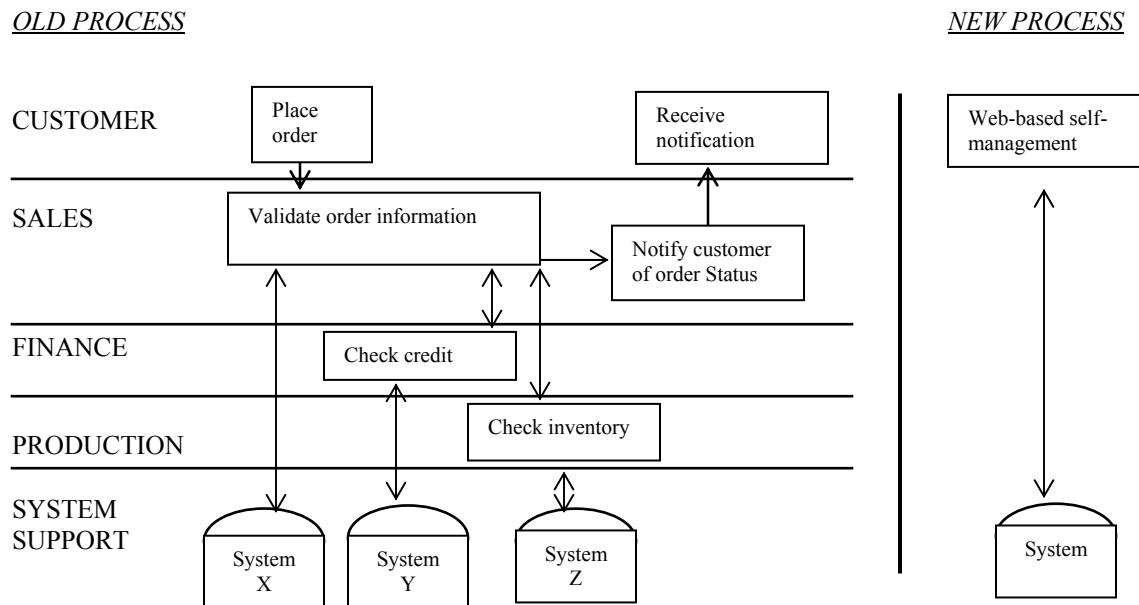 OLD PROCESS
NEW PROCESS
CUSTOMER
Place
order
Receive
notification
Web-based self-
management
SALES
Validate order information
Notify customer
of order Status
FINANCE
Check credit
PRODUCTION
Check inventory
SYSTEM
SUPPORT
System
X
System
Y
System
Z
System